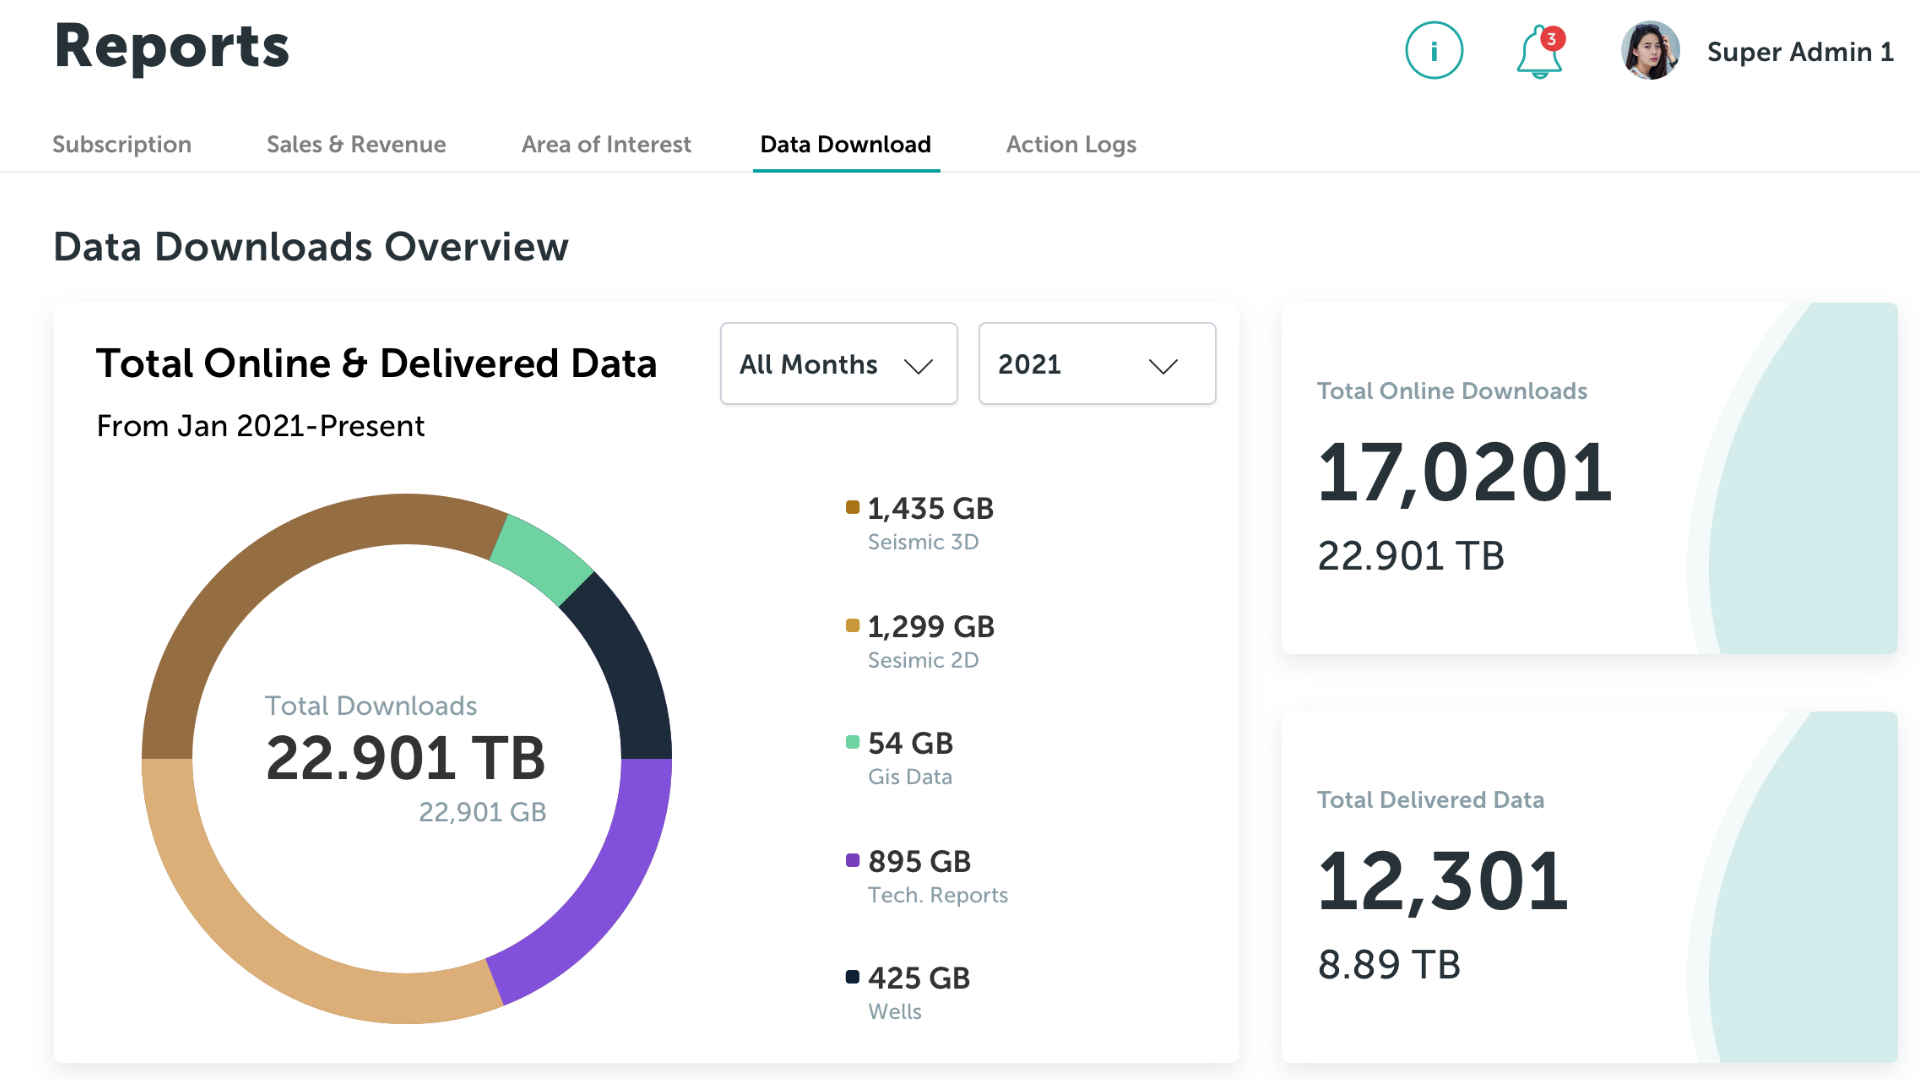 Reports
i
3
Super Admin 1
Subscription
Sales & Revenue
Area of Interest
Data Download
Action Logs
Data Downloads Overview
Total Online & Delivered Data
All Months
2021
From Jan 2021-Present
Total Downloads
22.901 TB
22,901 GB
1,435 GB
Seismic 3D
1,299 GB
Sesimic 2D
54 GB
Gis Data
895 GB
Tech. Reports
425 GB
Wells
Total Online Downloads
17,0201
22.901 TB
Total Delivered Data
12,301
8.89 TB